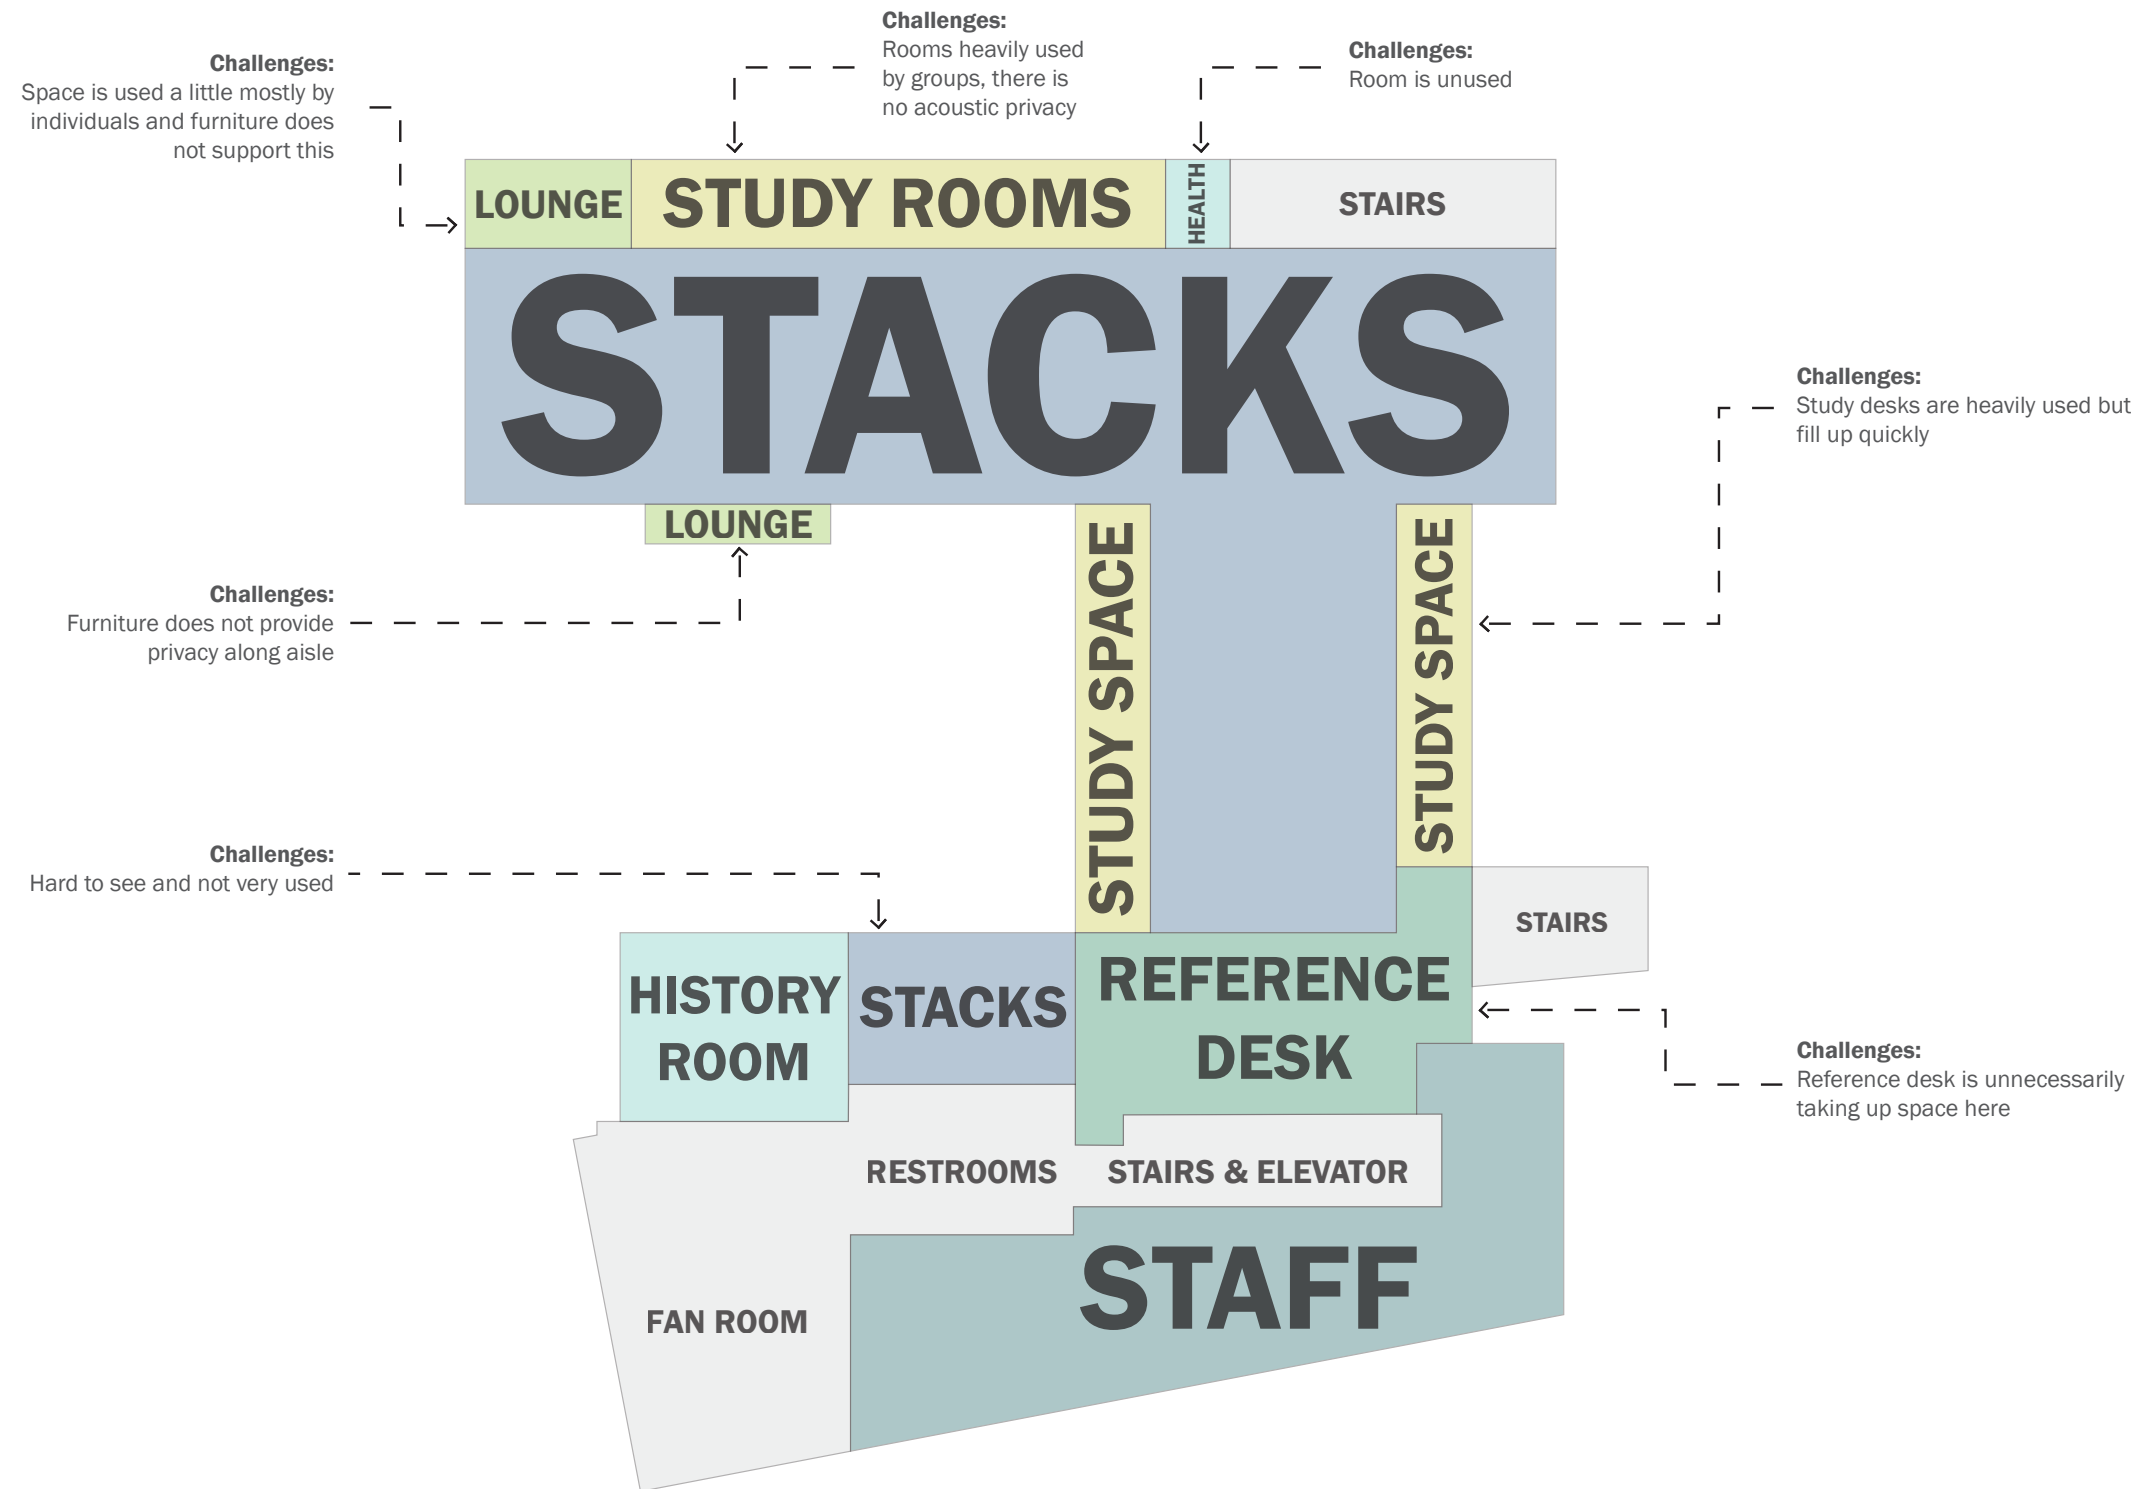 Challenges:
Space is used a little mostly by
individuals and furniture does
not support this
Challenges:
Rooms heavily used
by groups, there is
no acoustic privacy
Challenges:
Room is unused
LOUNGE
STUDY ROOMS
HEALTH
STAIRS
STACKS
Challenges:
Study desks are heavily used but
fill up quickly
LOUNGE
STUDY SPACE
STUDY SPACE
Challenges:
Furniture does not provide
privacy along aisle
Challenges:
Hard to see and not very used
STAIRS
HISTORY
ROOM
STACKS
REFERENCE
DESK
Challenges:
Reference desk is unnecessarily
taking up space here
RESTROOMS
STAIRS & ELEVATOR
STAFF
FAN ROOM